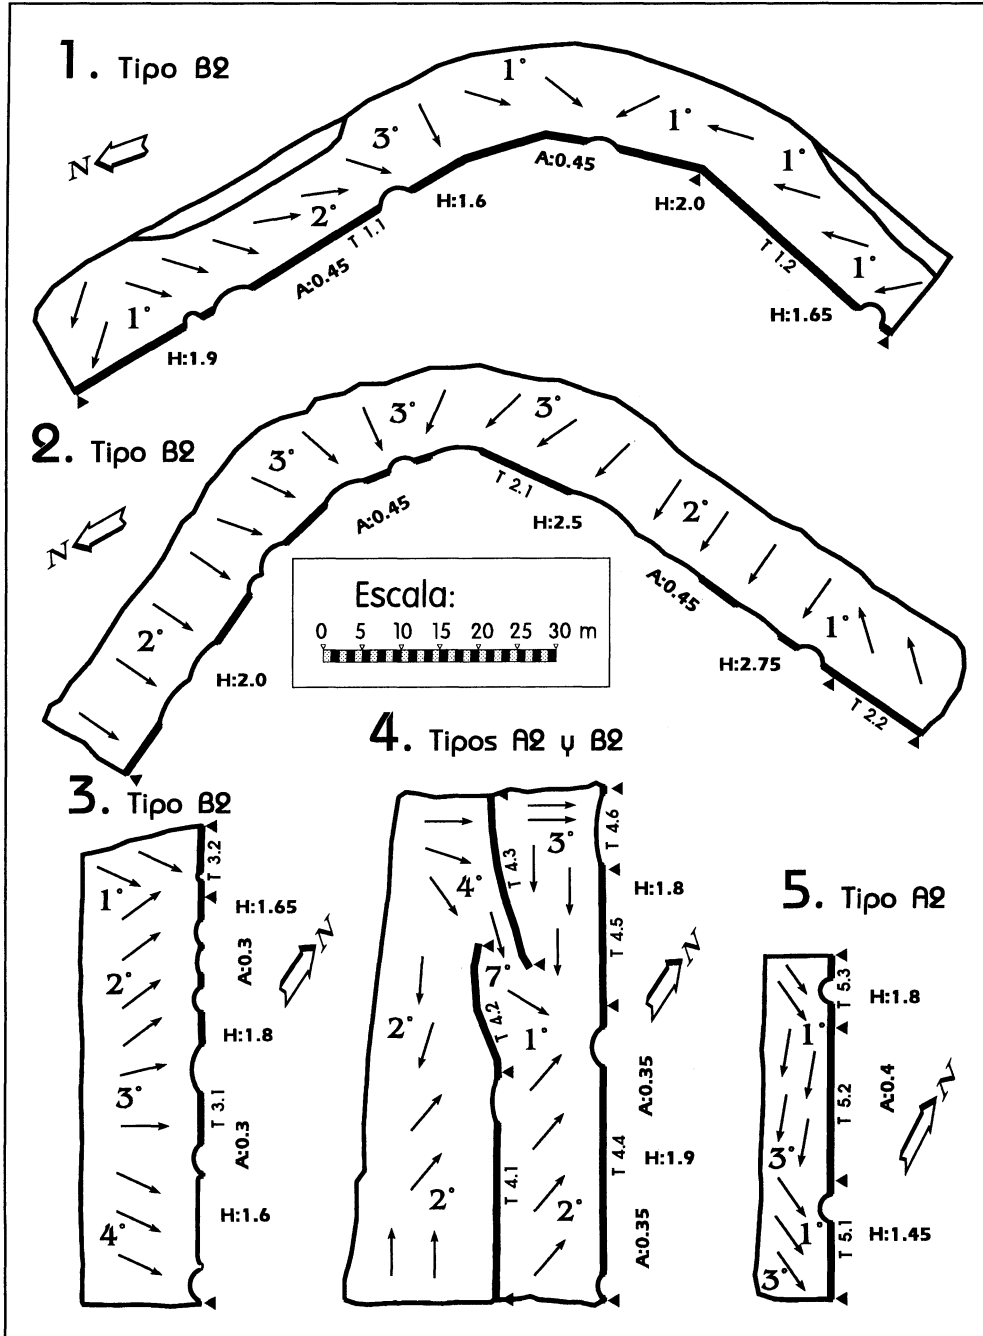 1. Tipo B2
N
1°
1°
1°
1°
3°
2°
1°
T 1.1
A:0.45
H:1.6
A:0.45
H:2.0
T 1.2
H:1.65
H:1.9
2. Tipo B2
N
3°
3°
3°
2°
2°
1°
A:0.45
T 2.1
H:2.5
A:0.45
H:2.75
T 2.2
H:2.0
Escala:
0 5 10 15 20 25 30 m
3. Tipo B2
1°
2°
3°
4°
T 3.2
H:1.65
A:0.3
H:1.8
T 3.1
A:0.3
H:1.6
N
4. Tipos A2 y B2
3°
4°
7°
2°
1°
2°
2°
T 4.3
T 4.6
T 4.5
T 4.2
T 4.1
T 4.4
H:1.8
A:0.35
H:1.9
A:0.35
N
5. Tipo A2
1°
3°
1°
3°
T 5.3
T 5.2
T 5.1
H:1.8
A:0.4
H:1.45
N